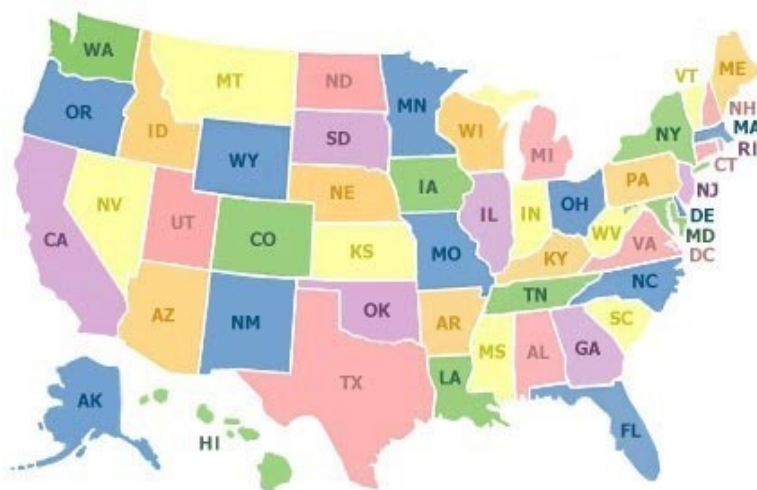 WA
MT
ND
MN
VT
ME
OR
ID
SD
WI
NH
WY
MI
NY
MA
RI
CT
NV
NE
IA
PA
NJ
UT
IL
IN
OH
DE
CA
CO
KS
MO
WV
VA
MD
DC
KY
AZ
NM
OK
AR
TN
NC
MS
AL
GA
SC
TX
LA
AK
HI
FL